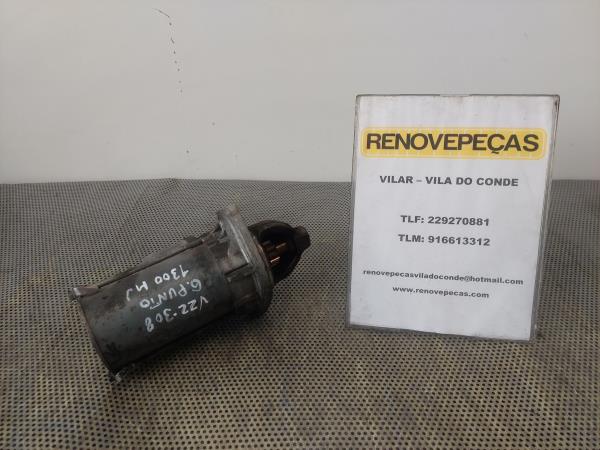 RENOVEPEÇAS
VILAR – VILA DO CONDE
TLF: 229270881
TLM: 916613312
renovepecasviladoconde@hotmail.com
www.renovepecas.com
V22-308
G.PUNTO
1300 MJ